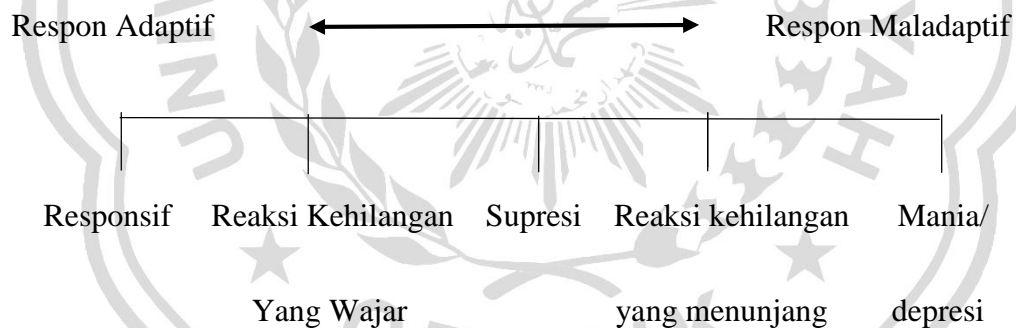 Respon Adaptif Respon Maladaptif
Responsif Reaksi Kehilangan Supresi Reaksi kehilangan Mania/
Yang Wajar yang menunjang depresi